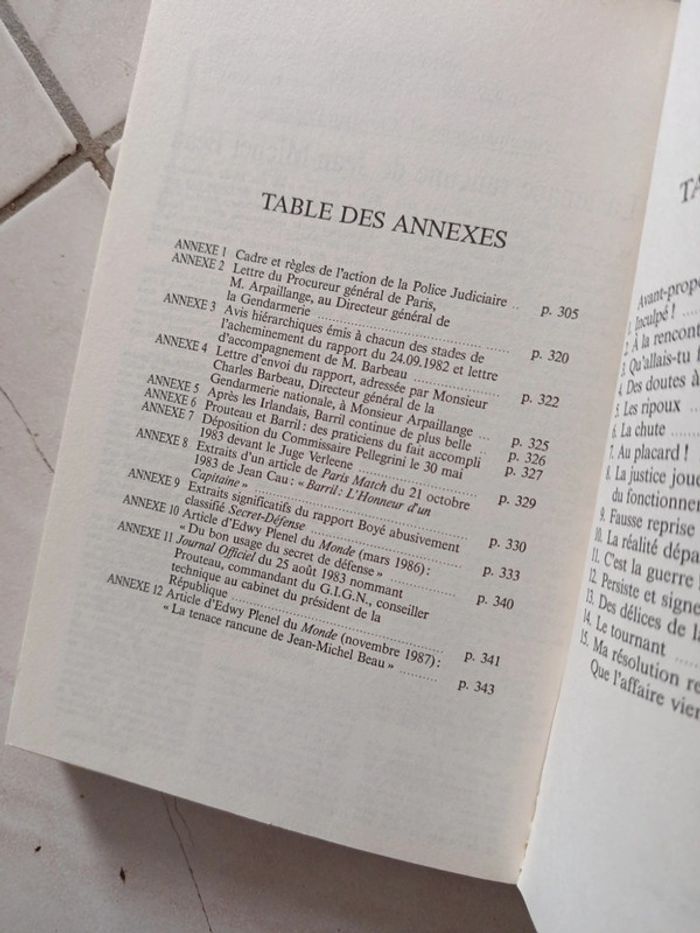 TABLE DES ANNEXES
ANNEXE 1 Cadre et règles de l'action de la Police Judiciaire .. p. 305
ANNEXE 2 Lettre du Procureur général de Paris,
M. Arpaillange, au Directeur général de
la Gendarmerie .......... p. 320
ANNEXE 3 Avis hiérarchiques émis à chacun des stades de
l'acheminement du rapport du 24.09.1982 et lettre
d'accompagnement de M. Barbeau .......... p. 322
ANNEXE 4 Lettre d'envoi du rapport, adressée par Monsieur
Charles Barbeau, Directeur général de la
Gendarmerie nationale, à Monsieur Arpaillange ... p. 325
ANNEXE 5 Après les Irlandais, Barril continue de plus belle .. p. 326
ANNEXE 6 Prouteau et Barril : des praticiens du fait accompli p. 327
ANNEXE 7 Déposition du Commissaire Pellegrini le 30 mai
1983 devant le Juge Verleene .......... p. 329
ANNEXE 8 Extraits d'un article de Paris Match du 21 octobre
1983 de Jean Cau : « Barril : L'Honneur d'un
Capitaine » .......... p. 330
ANNEXE 9 Extraits significatifs du rapport Boyé abusivement
classifié Secret-Défense .......... p. 333
ANNEXE 10 Article d'Edwy Plenel du Monde (mars 1986) :
« Du bon usage du secret de défense » .......... p. 340
ANNEXE 11 Journal Officiel du 25 août 1983 nommant
Prouteau, commandant du G.I.G.N., conseiller
technique au cabinet du président de la
République .......... p. 341
ANNEXE 12 Article d'Edwy Plenel du Monde (novembre 1987) :
« La tenace rancune de Jean-Michel Beau » .......... p. 343
TA
Avant-propo
1. Inculpé ! ....
2. À la rencont
3. Qu'allais-tu
4. Des doutes à
5. Les ripoux ..
6. La chute ....
7. Au placard !
8. La justice joue
du fonctionner
9. Fausse reprise
10. La réalité dépa
11. C'est la guerre
12. Persiste et signe
13. Des délices de la
14. Le tournant ....
15. Ma résolution re
Que l'affaire vien